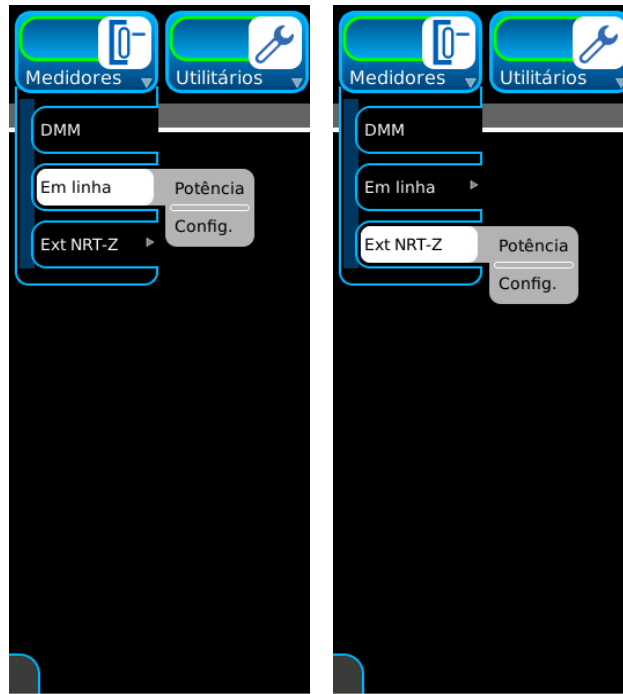 Medidores
Utilitários
DMM
Em linha
Potência
Config.
Ext NRT-Z
Medidores
Utilitários
DMM
Em linha
Ext NRT-Z
Potência
Config.